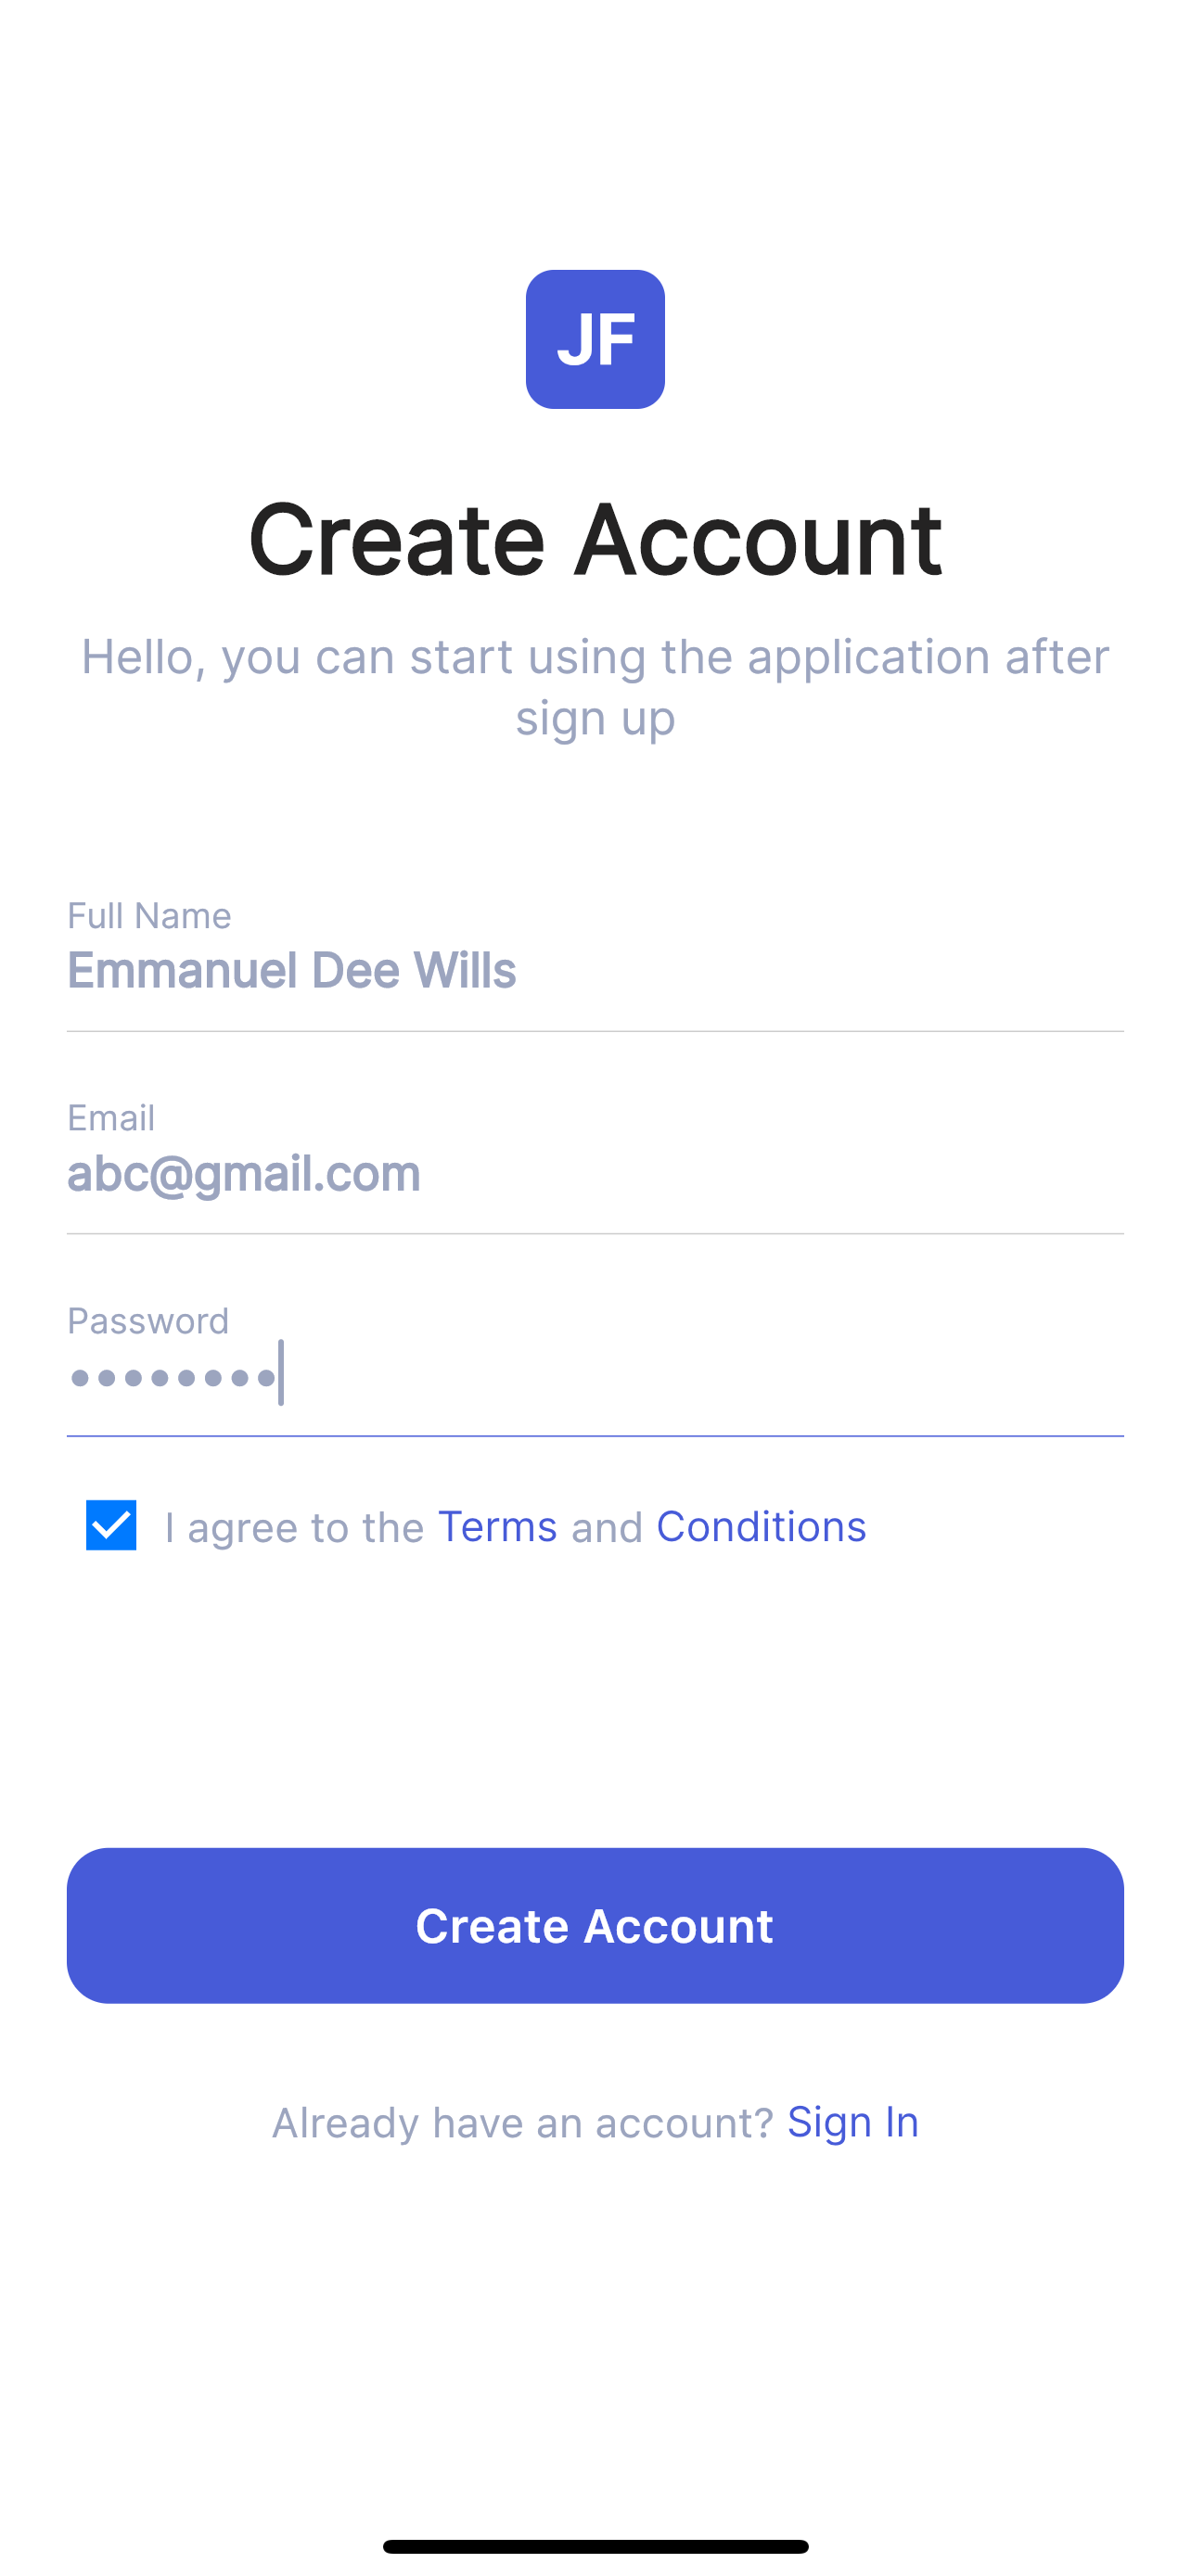 JF
Create Account
Hello, you can start using the application after
sign up
Full Name
Emmanuel Dee Wills
Email
abc@gmail.com
Password
••••••••
I agree to the Terms and Conditions
Create Account
Already have an account? Sign In